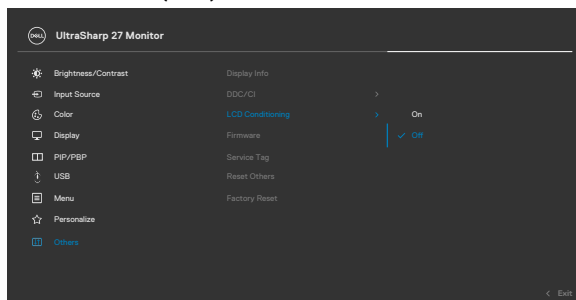 DELL UltraSharp 27 Monitor
Brightness/Contrast Display Info
Input Source DDC/CI
Color LCD Conditioning On
Display Firmware Off
PIP/PBP Service Tag
USB Reset Others
Menu Factory Reset
Personalize
Others
Exit